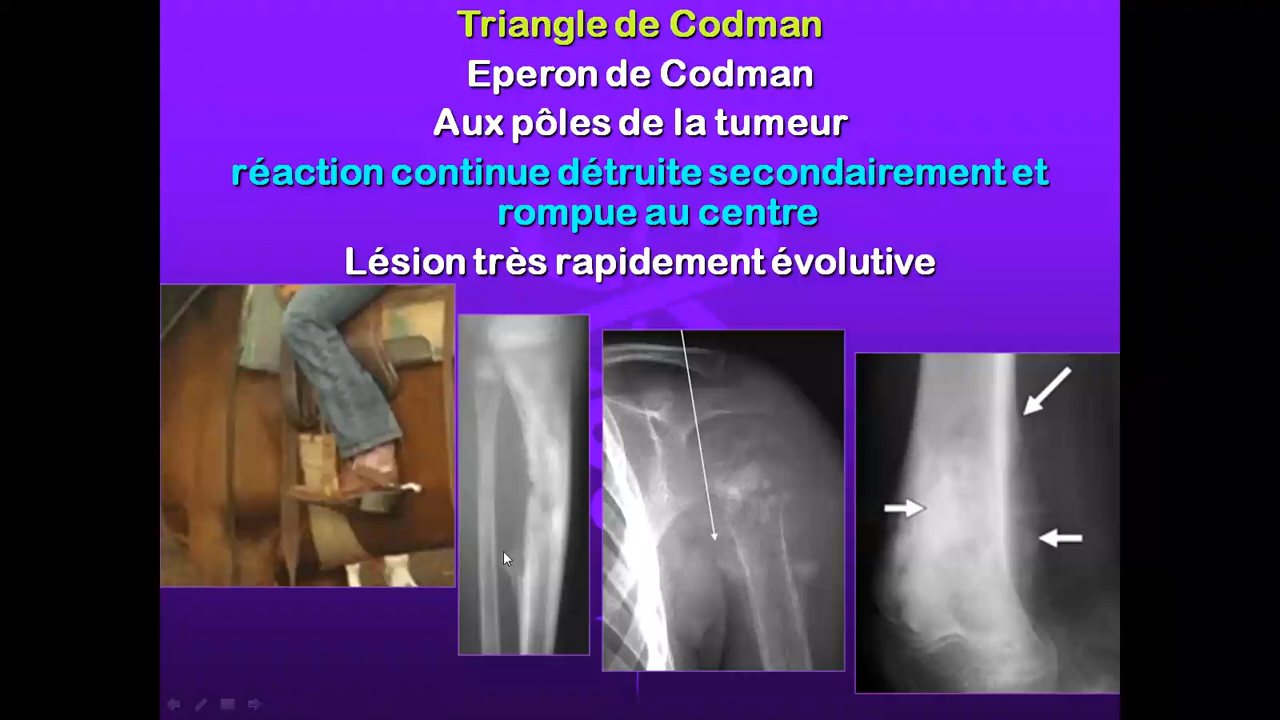 Triangle de Codman
Eperon de Codman
Aux pôles de la tumeur
réaction continue détruite secondairement et
rompue au centre
Lésion très rapidement évolutive